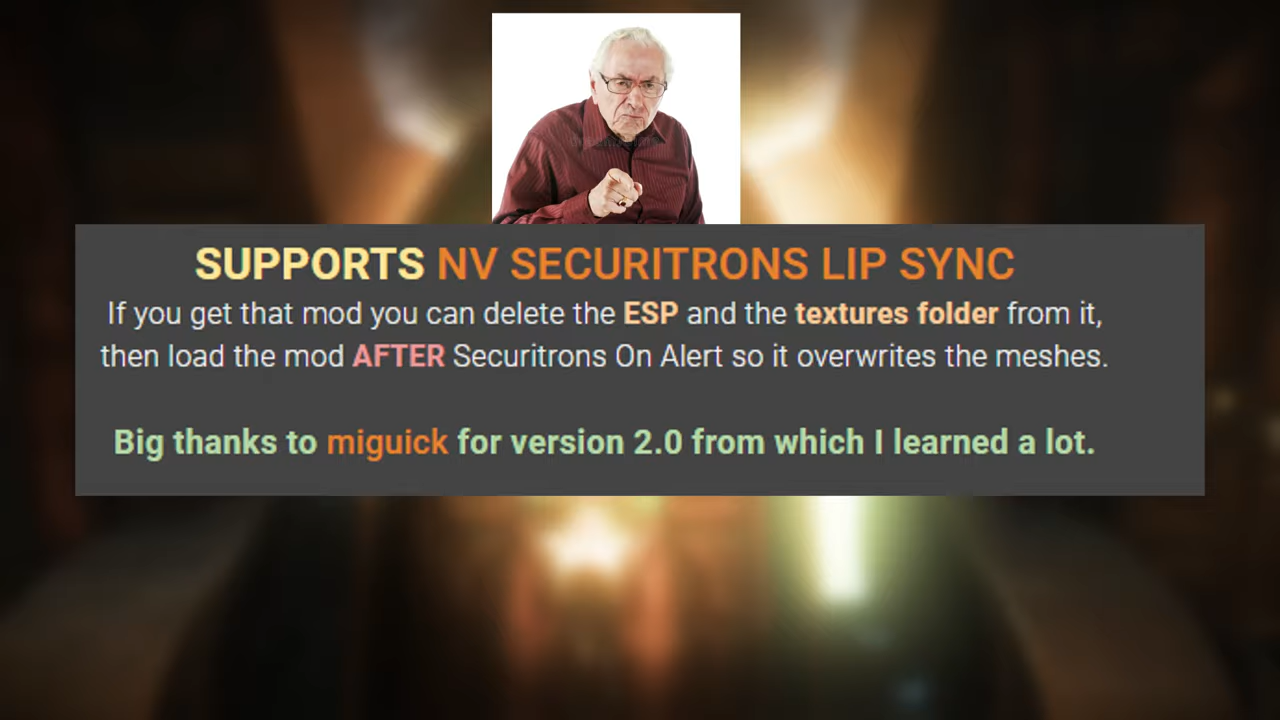 SUPPORTS NV SECURITRONS LIP SYNC
If you get that mod you can delete the ESP and the textures folder from it,
then load the mod AFTER Securitrons On Alert so it overwrites the meshes.
Big thanks to miguick for version 2.0 from which I learned a lot.